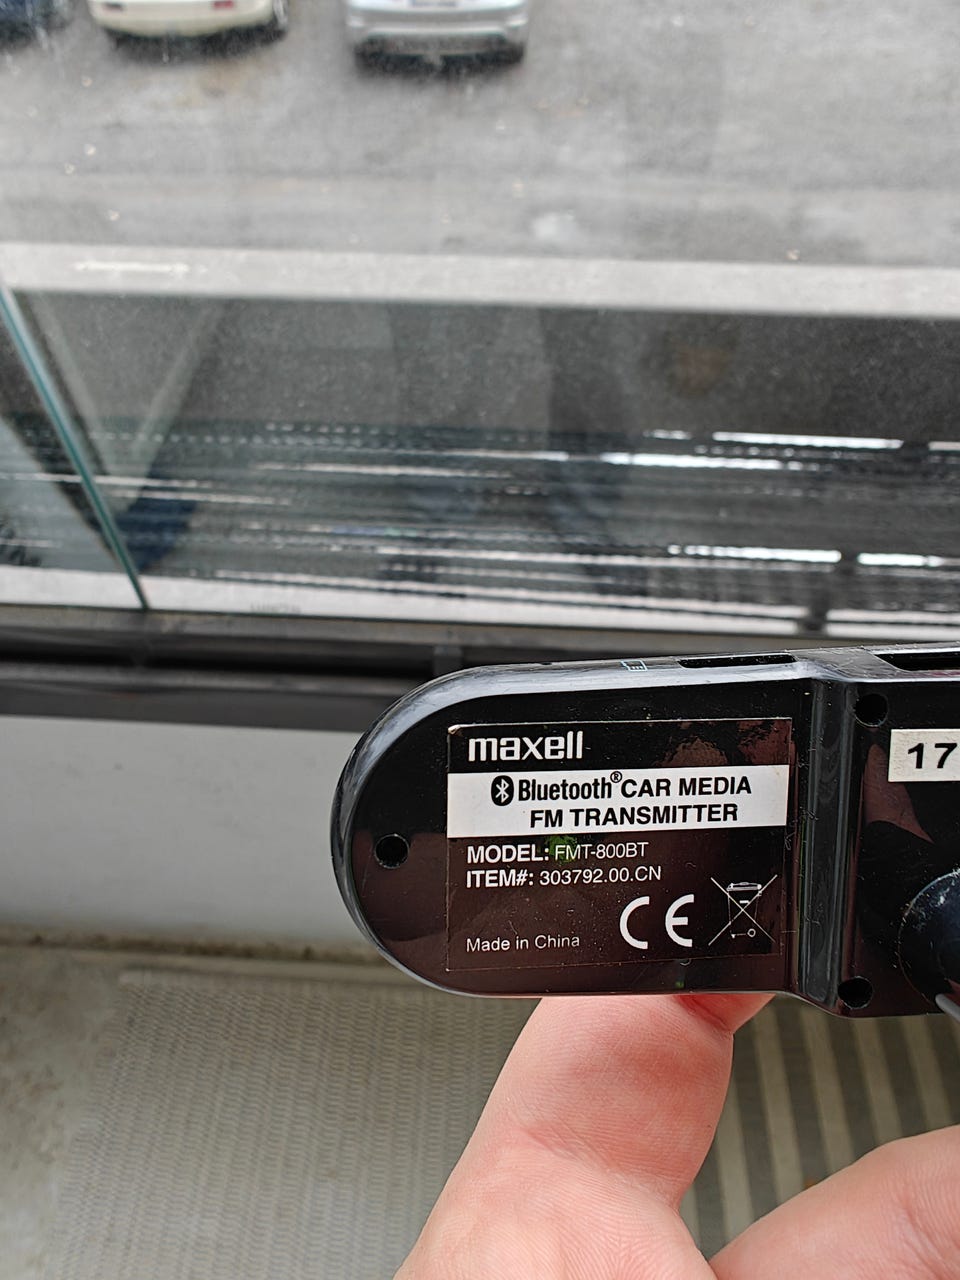 maxell
Bluetooth® CAR MEDIA
FM TRANSMITTER
MODEL: FMT-800BT
ITEM#: 303792.00.CN
CE
Made in China
17